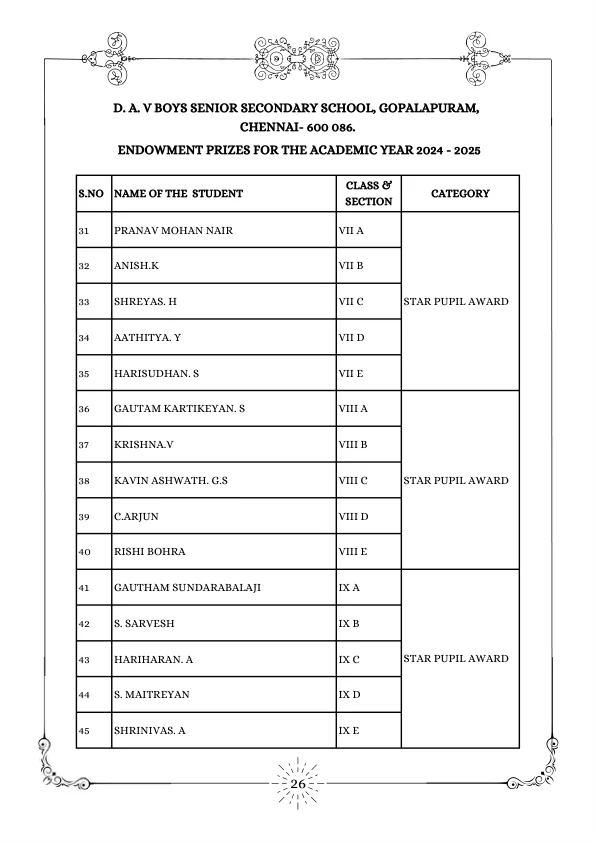 D. A. V BOYS SENIOR SECONDARY SCHOOL, GOPALAPURAM,
CHENNAI- 600 086.
ENDOWMENT PRIZES FOR THE ACADEMIC YEAR 2024 - 2025
S.NO NAME OF THE STUDENT CLASS & SECTION CATEGORY
31 PRANAV MOHAN NAIR VII A
32 ANISH.K VII B
33 SHREYAS. H VII C STAR PUPIL AWARD
34 AATHITYA. Y VII D
35 HARISUDHAN. S VII E
36 GAUTAM KARTIKEYAN. S VIII A
37 KRISHNA.V VIII B
38 KAVIN ASHWATH. G.S VIII C STAR PUPIL AWARD
39 C.ARJUN VIII D
40 RISHI BOHRA VIII E
41 GAUTHAM SUNDARABALAJI IX A
42 S. SARVESH IX B
43 HARIHARAN. A IX C STAR PUPIL AWARD
44 S. MAITREYAN IX D
45 SHRINIVAS. A IX E
26